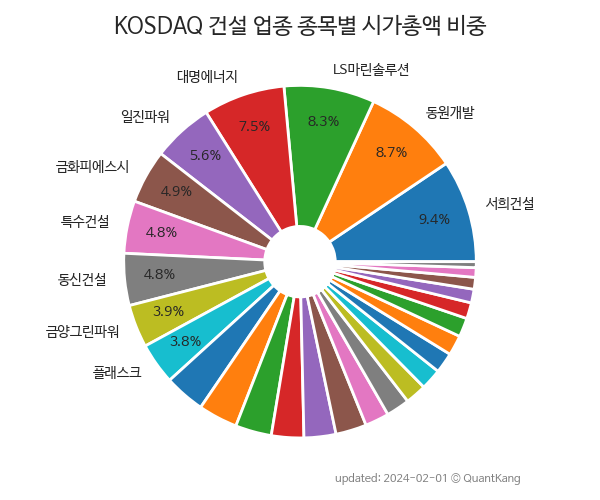 KOSDAQ 건설 업종 종목별 시가총액 비중
LS마린솔루션
대명에너지
동원개발
일진파워
8.3%
7.5%
8.7%
5.6%
금화피에스시
4.9%
서희건설
9.4%
특수건설
4.8%
동신건설
4.8%
3.9%
금양그린파워
3.8%
플래스크
updated: 2024-02-01 © QuantKang